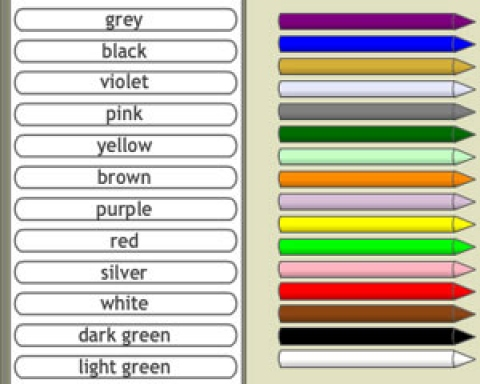 grey
black
violet
pink
yellow
brown
purple
red
silver
white
dark green
light green